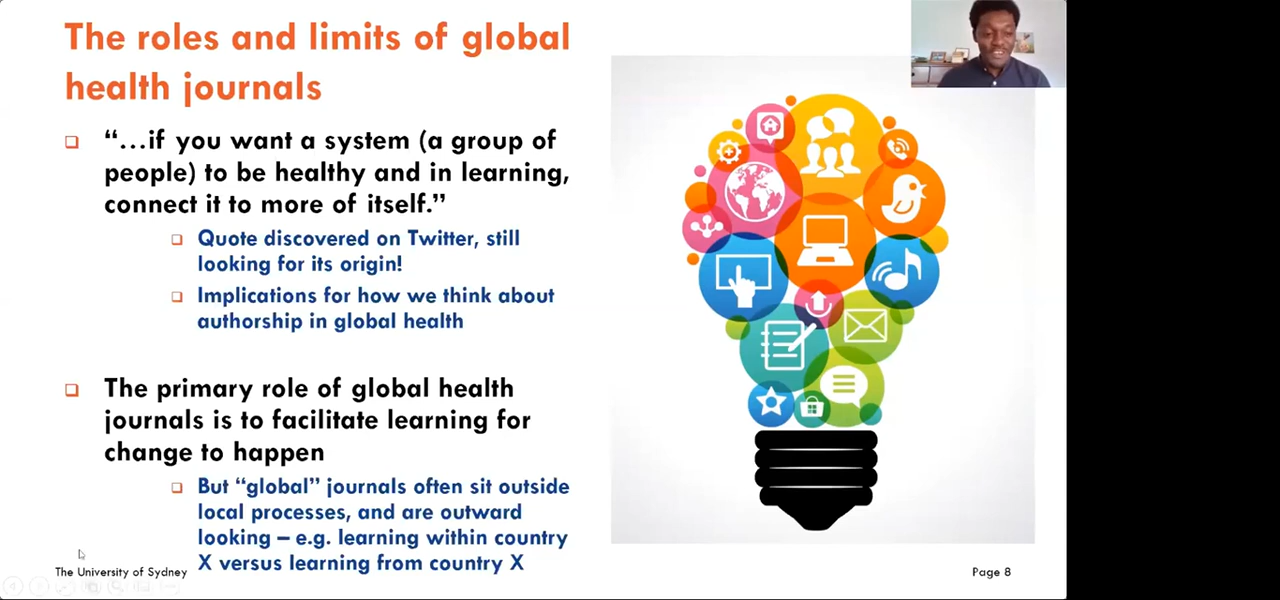 The roles and limits of global
health journals
“…if you want a system (a group of
people) to be healthy and in learning,
connect it to more of itself.”
Quote discovered on Twitter, still
looking for its origin!
Implications for how we think about
authorship in global health
The primary role of global health
journals is to facilitate learning for
change to happen
But “global” journals often sit outside
local processes, and are outward
looking – e.g. learning within country
X versus learning from country X
The University of Sydney
Page 8